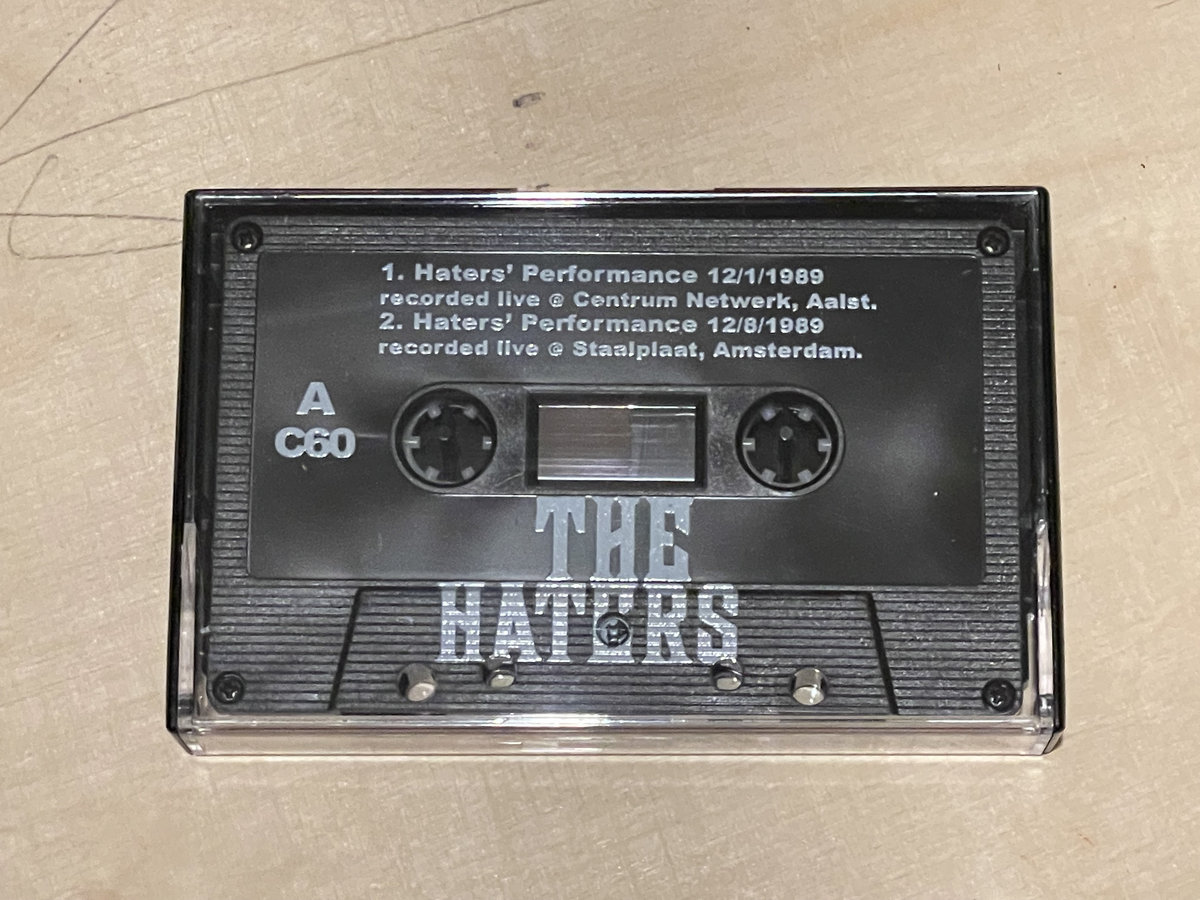 1. Haters' Performance 12/1/1989
recorded live @ Centrum Netwerk, Aalst.
2. Haters' Performance 12/8/1989
recorded live @ Staalplaat, Amsterdam.
A
C60
THE
HATERS